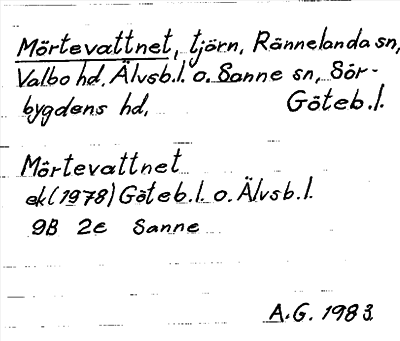 Mörtevattnet, tjörn, Rännelanda sn,
Valbo hd, Älvsb.l. o. Sanne sn, Sör-
bygdens hd, Göteb.l.
Mörtevattnet
ek (1978) Göteb.l. o. Älvsb.l.
9B 2e Sanne
A.G. 1983.